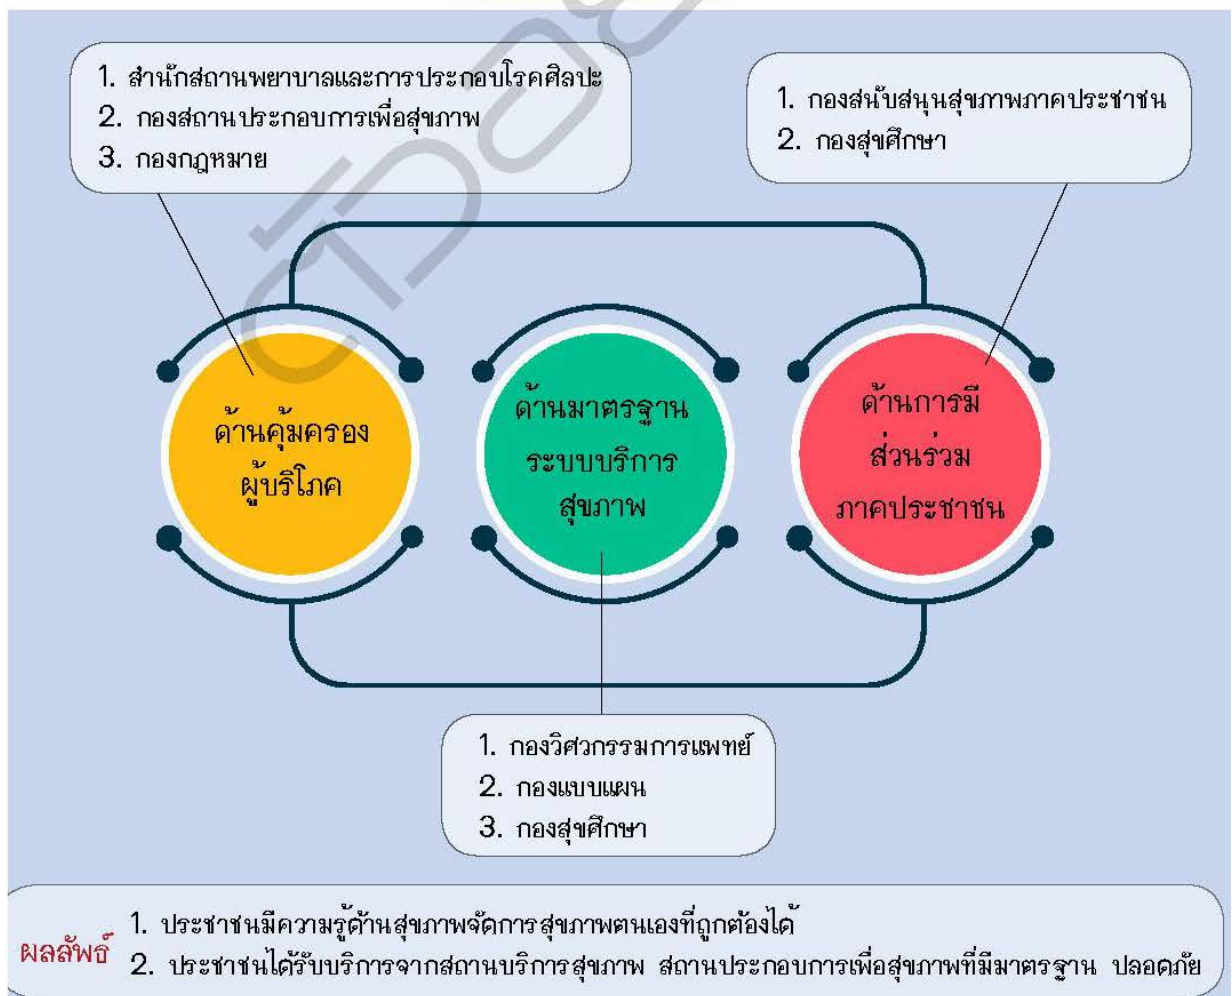 1. สำนักสถานพยาบาลและการประกอบโรคศิลปะ
2. กองสถานประกอบการเพื่อสุขภาพ
3. กองกฎหมาย
1. กองสนับสนุนสุขภาพภาคประชาชน
2. กองสุขศึกษา
ด้านคุ้มครอง
ผู้บริโภค
ด้านมาตรฐาน
ระบบบริการ
สุขภาพ
ด้านการมี
ส่วนร่วม
ภาคประชาชน
1. กองวิศวกรรมการแพทย์
2. กองแบบแผน
3. กองสุขศึกษา
ผลลัพธ์
1. ประชาชนมีความรู้ด้านสุขภาพจัดการสุขภาพตนเองที่ถูกต้องได้
2. ประชาชนได้รับบริการจากสถานบริการสุขภาพ สถานประกอบการเพื่อสุขภาพที่มีมาตรฐาน ปลอดภัย